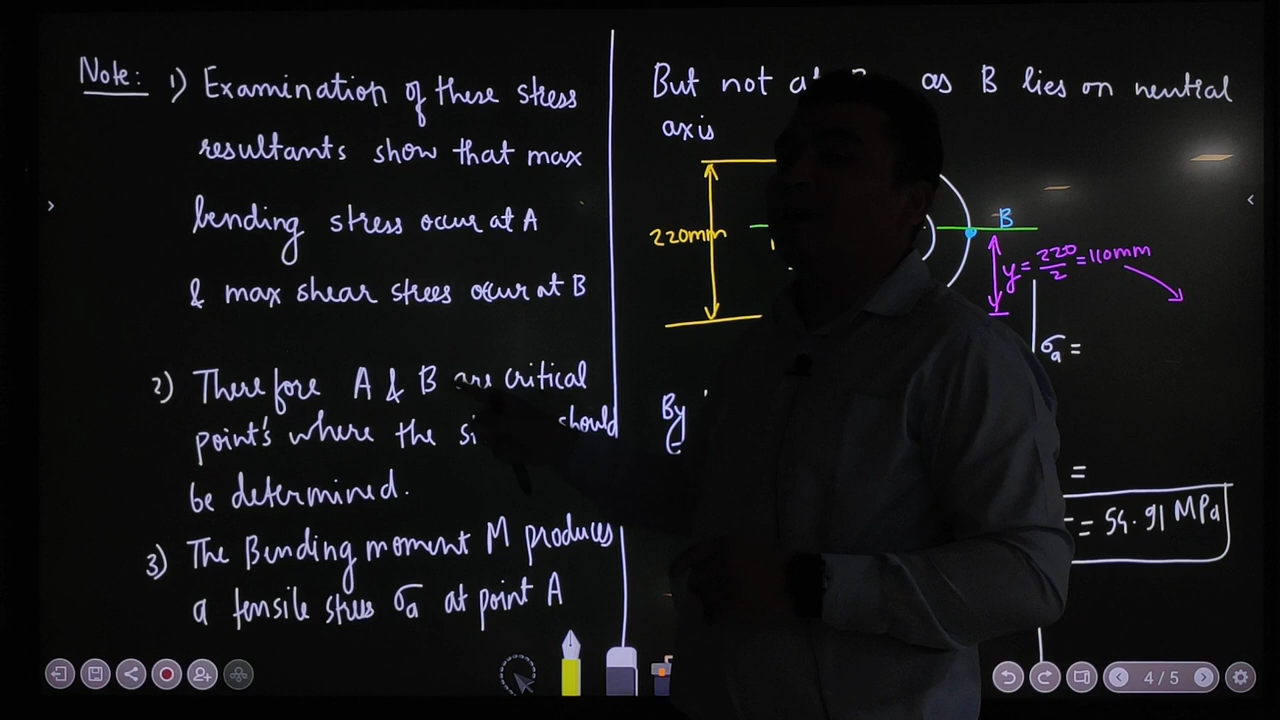 Note: 1) Examination of these stress
resultants show that max
bending stress occur at A
& max shear strees occur at B
2) Therefore A & B are critical
point's where the should
be determined.
3) The Bending moment M produces
a tensile stress σa at point A
But not at as B lies on neutral
axis
220mm
B
y = 220/2 = 110mm
σa =
By
=
= 54.91 MPa
4/5